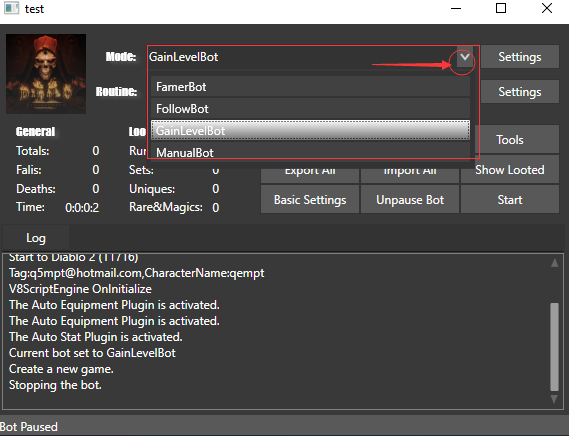 test
DIABLO
Mode:
GainLevelBot
Settings
Routine:
FamerBot
Settings
FollowBot
GainLevelBot
ManualBot
General
Totals: 0
Falis: 0
Deaths: 0
Time: 0:0:0:2
Loo
Run
Sets: 0
Uniques: 0
Rare&Magics: 0
Tools
Export All
Import All
Show Looted
Basic Settings
Unpause Bot
Start
Log
Start to Diablo 2 (11716)
Tag:q5mpt@hotmail.com,CharacterName:qempt
V8ScriptEngine OnInitialize
The Auto Equipment Plugin is activated.
The Auto Equipment Plugin is activated.
The Auto Stat Plugin is activated.
Current bot set to GainLevelBot
Create a new game.
Stopping the bot.
Bot Paused